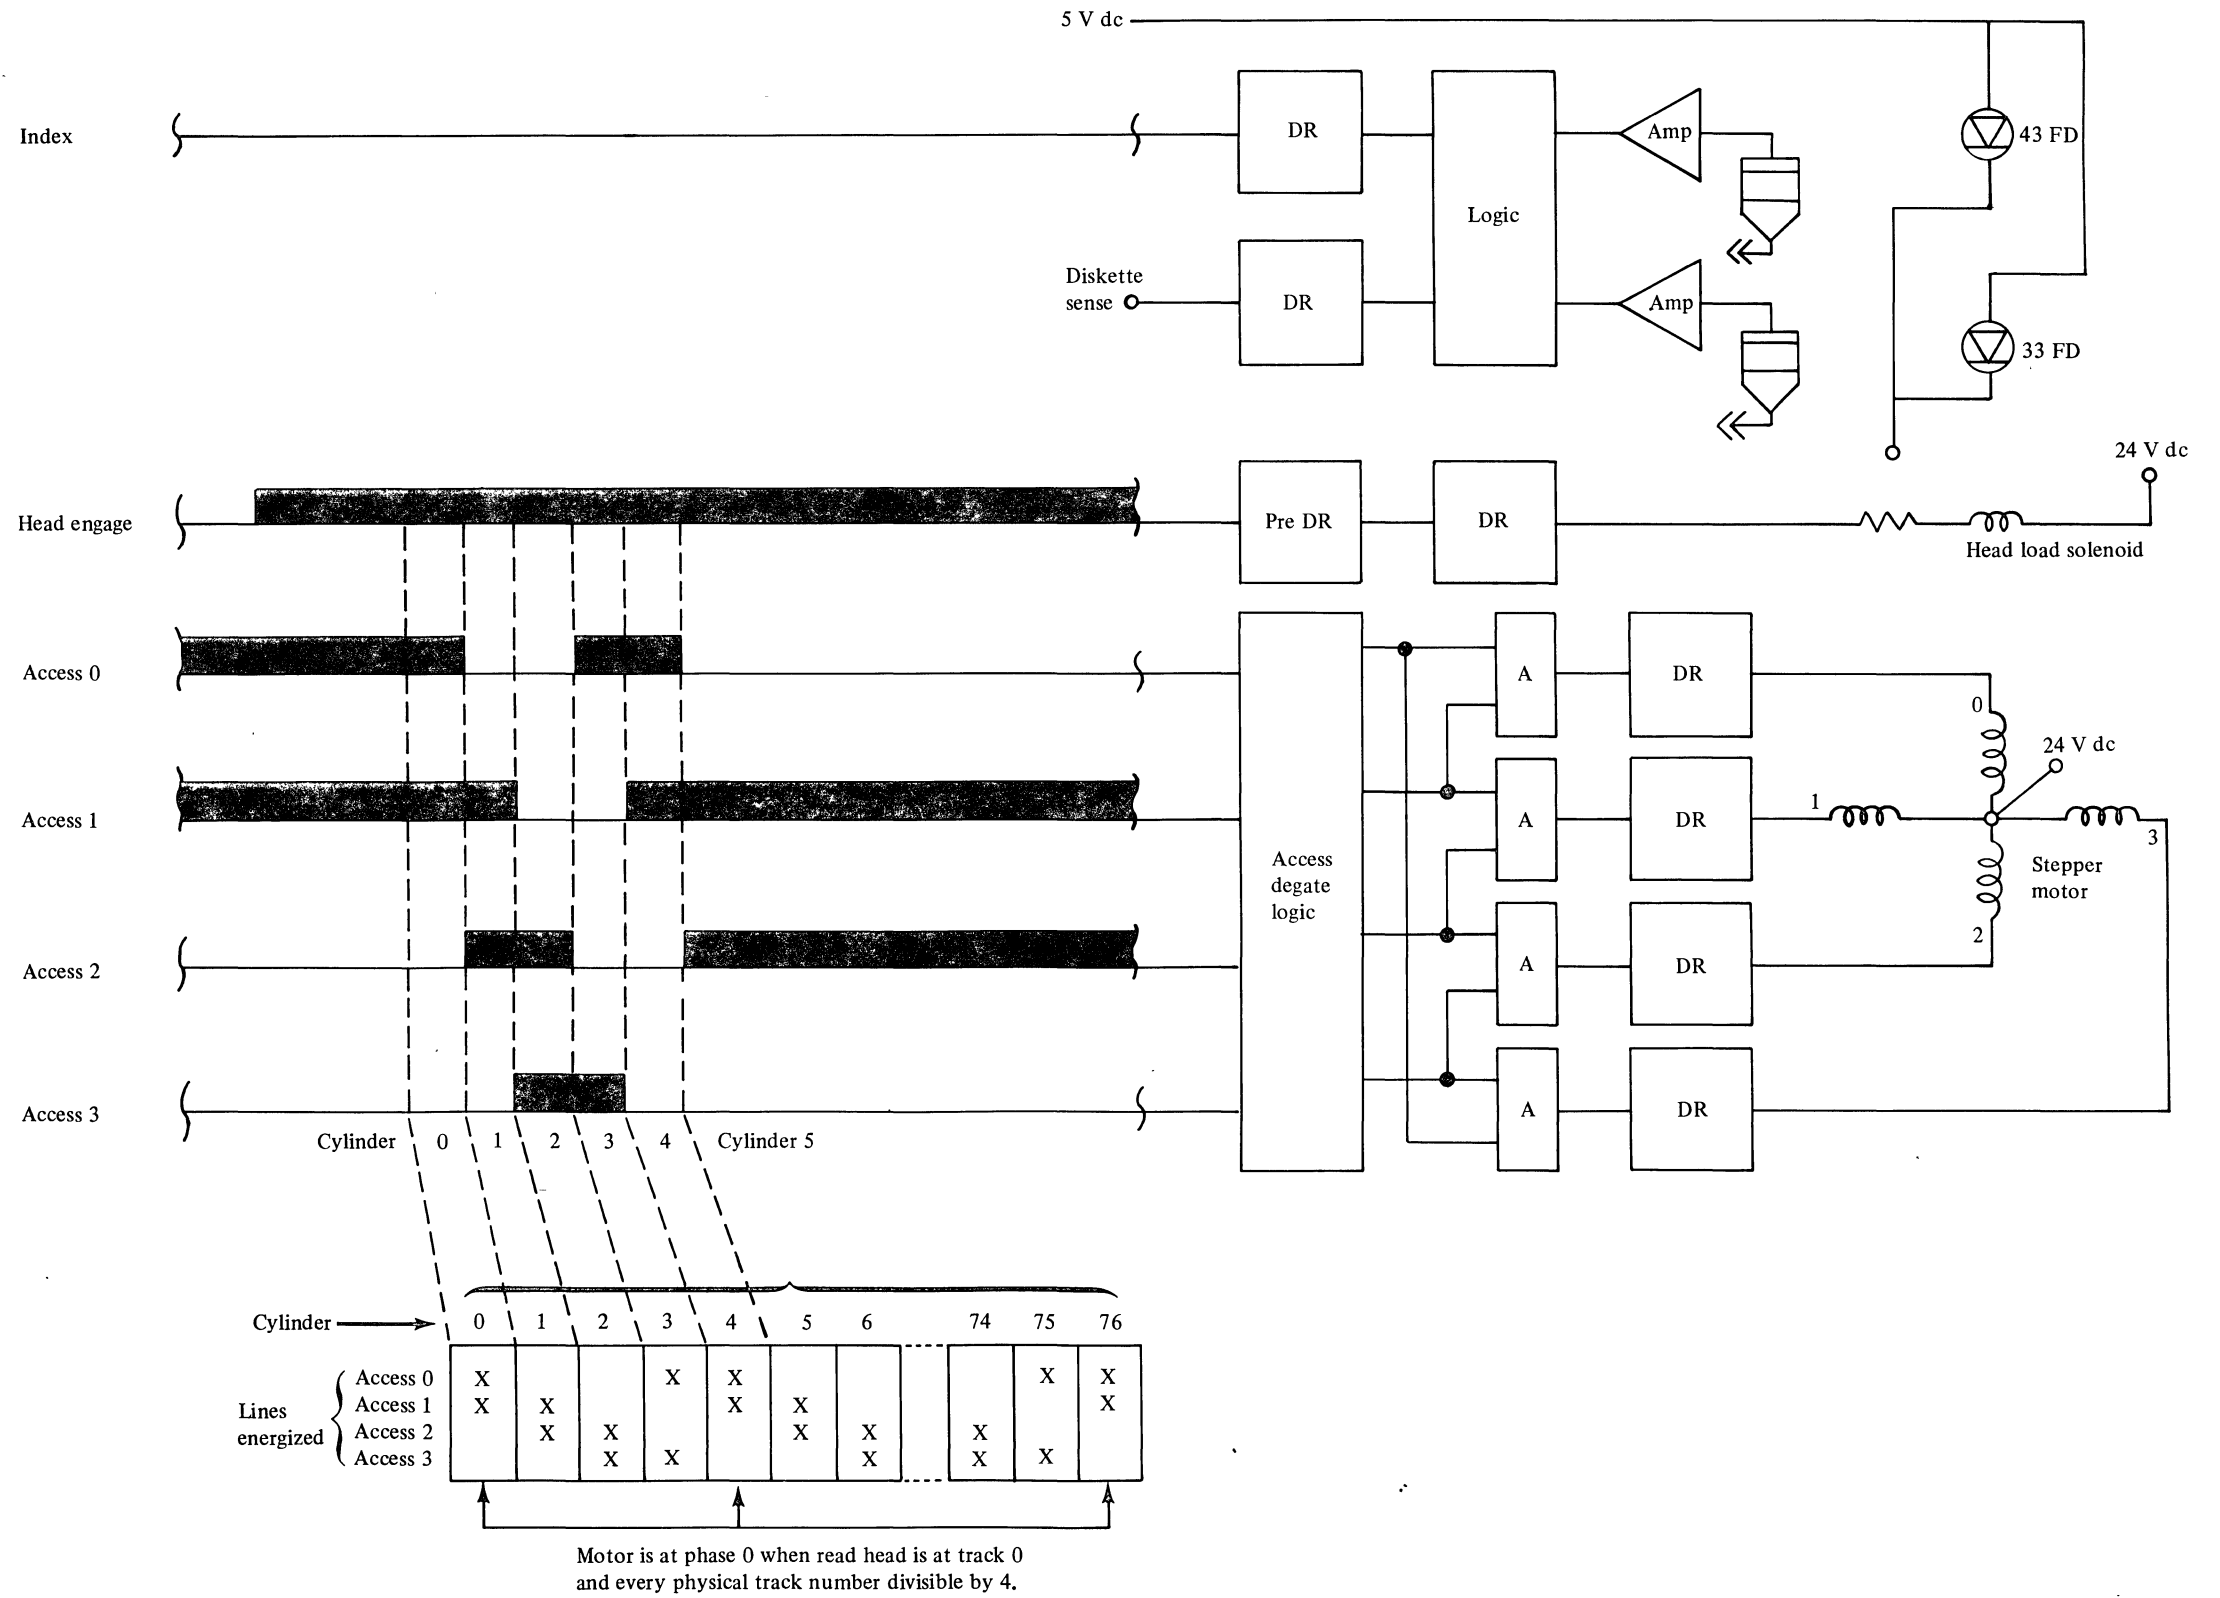 5 V dc
Index
DR
Logic
Amp
43 FD
Diskette
sense
DR
Amp
33 FD
24 V dc
Head engage
Pre DR
DR
Head load solenoid
Access 0
A
DR
0
24 V dc
Access 1
A
DR
1
3
Access
degate
logic
Stepper
motor
Access 2
A
DR
2
Access 3
A
DR
Cylinder 0 1 2 3 4 Cylinder 5
Cylinder 0 1 2 3 4 5 6 74 75 76
Lines
energized
Access 0 X X X X X
Access 1 X X X X X
Access 2 X X X X X
Access 3 X X X X X
Motor is at phase 0 when read head is at track 0
and every physical track number divisible by 4.